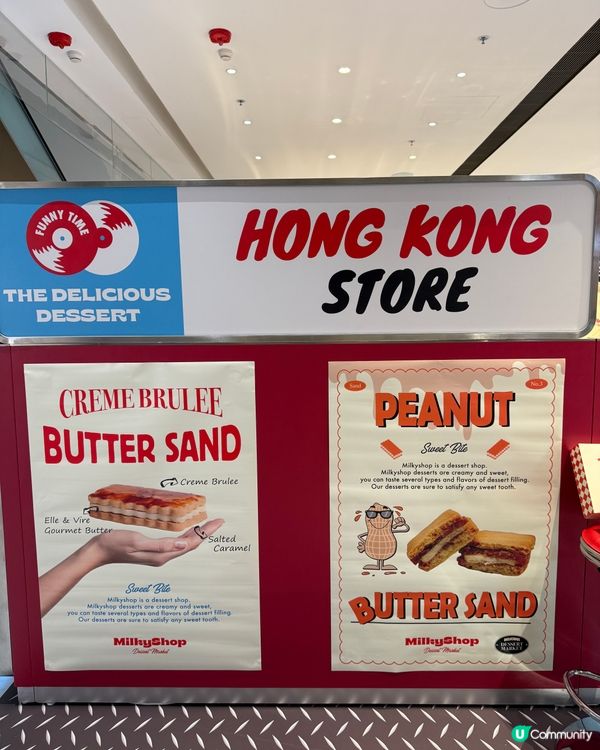 FUNNY TIME
THE DELICIOUS
DESSERT
HONG KONG
STORE
CREME BRULEE
BUTTER SAND
Creme Brulee
Elle & Vire
Gourmet Butter
Salted
Caramel
Sweet Bite
Milkyshop is a dessert shop.
Milkyshop desserts are creamy and sweet,
you can taste several types and flavors of dessert filling.
Our desserts are sure to satisfy any sweet tooth.
MilkyShop
Dessert Market
Sand
No.3
PEANUT
Sweet Bite
Milkyshop is a dessert shop.
Milkyshop desserts are creamy and sweet,
you can taste several types and flavors of dessert filling.
Our desserts are sure to satisfy any sweet tooth.
BUTTER SAND
MilkyShop
Dessert Market
DESSERT
MARKET
U Community